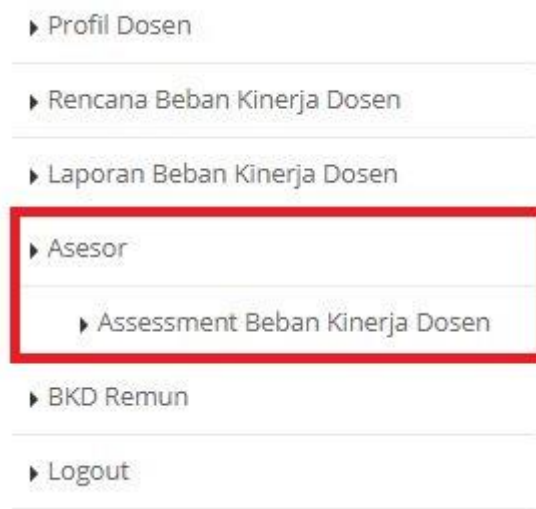 Profil Dosen
Rencana Beban Kinerja Dosen
Laporan Beban Kinerja Dosen
Asesor
Assessment Beban Kinerja Dosen
BKD Remun
Logout